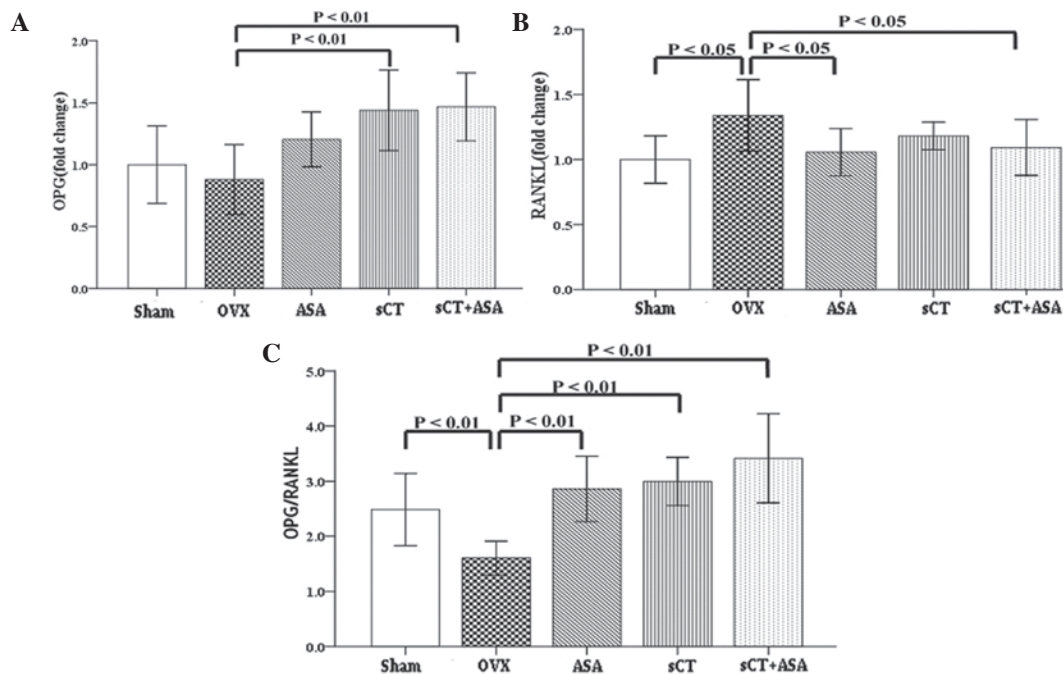 A
P < 0.01
P < 0.01
OPG(fold change)
2.0
1.5
1.0
0.5
0.0
Sham OVX ASA sCT sCT+ASA
B
P < 0.05
P < 0.05 P < 0.05
RANKL(fold change)
2.0
1.5
1.0
0.5
0.0
Sham OVX ASA sCT sCT+ASA
C
P < 0.01
P < 0.01
P < 0.01 P < 0.01
OPG/RANKL
5.0
4.0
3.0
2.0
1.0
0.0
Sham OVX ASA sCT sCT+ASA